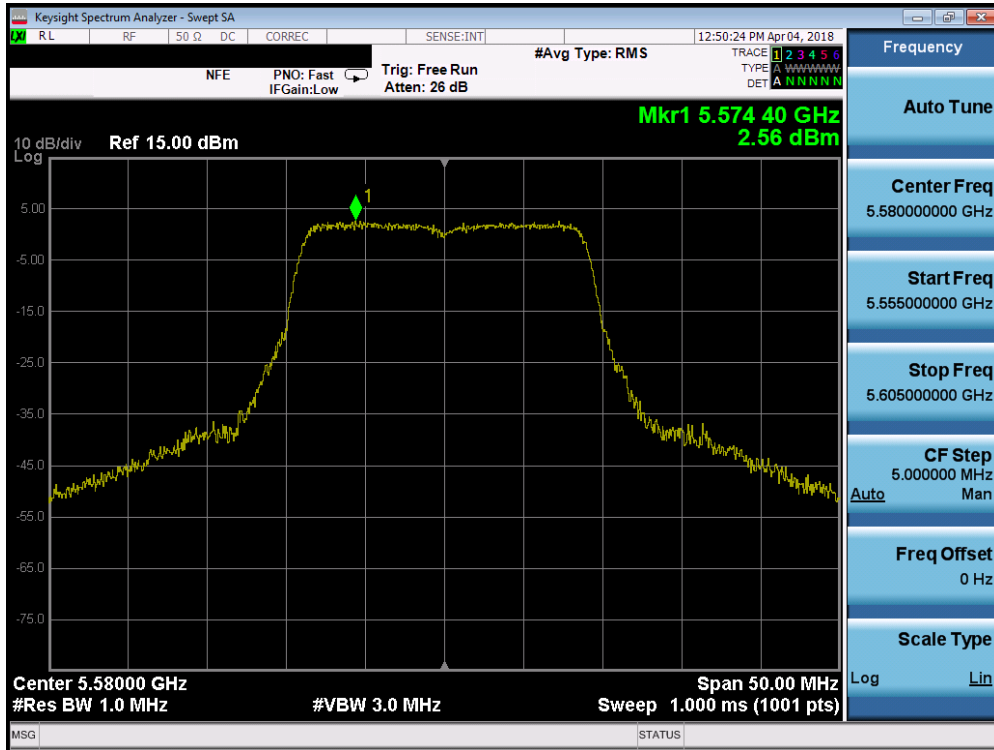 Keysight Spectrum Analyzer - Swept SA
LXI RL RF 50 Ω DC CORREC SENSE:INT 12:50:24 PM Apr 04, 2018
#Avg Type: RMS TRACE 1 2 3 4 5 6
NFE PNO: Fast Trig: Free Run TYPE A WWWWW
IFGain:Low Atten: 26 dB DET A N N N N N
Mkr1 5.574 40 GHz
2.56 dBm
10 dB/div Ref 15.00 dBm
Log
1
5.00
-5.00
-15.0
-25.0
-35.0
-45.0
-55.0
-65.0
-75.0
Center 5.58000 GHz Span 50.00 MHz
#Res BW 1.0 MHz #VBW 3.0 MHz Sweep 1.000 ms (1001 pts)
MSG STATUS
Frequency
Auto Tune
Center Freq
5.580000000 GHz
Start Freq
5.555000000 GHz
Stop Freq
5.605000000 GHz
CF Step
5.000000 MHz
Auto Man
Freq Offset
0 Hz
Scale Type
Log Lin